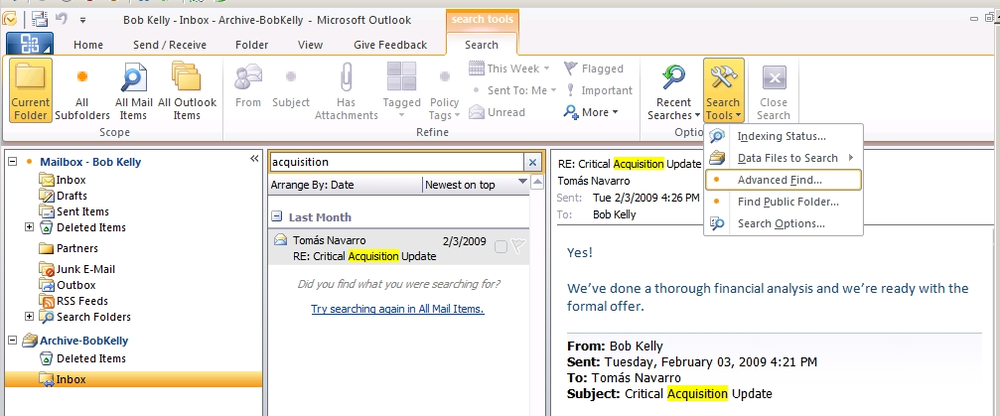 Bob Kelly - Inbox - Archive-BobKelly - Microsoft Outlook
search tools
Home Send / Receive Folder View Give Feedback Search
Current Folder
All Subfolders
All Mail Items
All Outlook Items
Scope
From
Subject
Has Attachments
Tagged
Policy Tags
This Week
Sent To: Me
Unread
Flagged
Important
More
Refine
Recent Searches
Search Tools
Close Search
Optio
Indexing Status...
Data Files to Search
Advanced Find...
Find Public Folder...
Search Options...
Mailbox - Bob Kelly
Inbox
Drafts
Sent Items
Deleted Items
Partners
Junk E-Mail
Outbox
RSS Feeds
Search Folders
Archive-BobKelly
Deleted Items
Inbox
acquisition
Arrange By: Date Newest on top
Last Month
Tomás Navarro 2/3/2009
RE: Critical Acquisition Update
Did you find what you were searching for?
Try searching again in All Mail Items.
RE: Critical Acquisition Update
Tomás Navarro
Sent: Tue 2/3/2009 4:26 PM
To: Bob Kelly
Yes!
We've done a thorough financial analysis and we're ready with the
formal offer.
From: Bob Kelly
Sent: Tuesday, February 03, 2009 4:21 PM
To: Tomás Navarro
Subject: Critical Acquisition Update